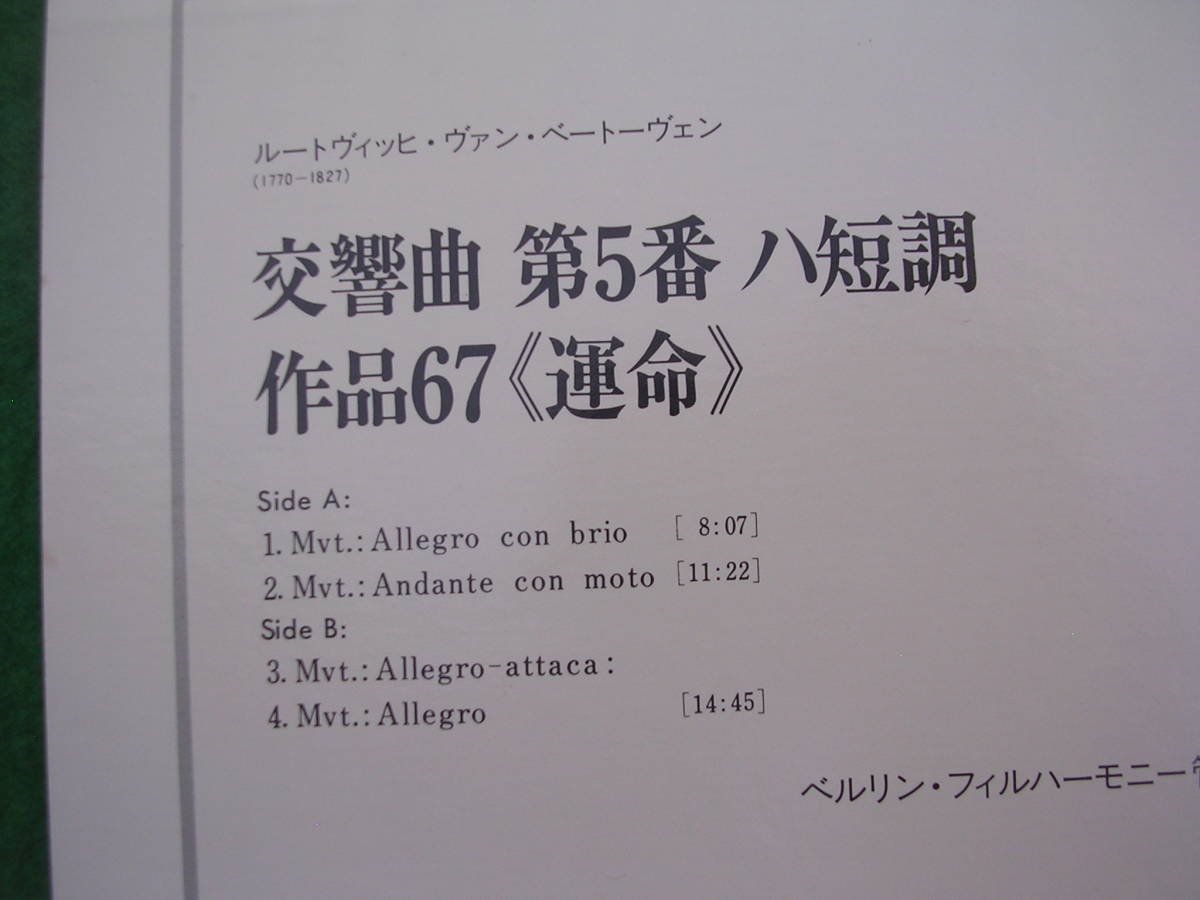 ルートヴィッヒ・ヴァン・ベートーヴェン
(1770－1827)
交響曲 第5番 ハ短調
作品67《運命》
Side A:
1. Mvt.: Allegro con brio [ 8:07]
2. Mvt.: Andante con moto [11:22]
Side B:
3. Mvt.: Allegro-attaca:
4. Mvt.: Allegro [14:45]
ベルリン・フィルハーモニー